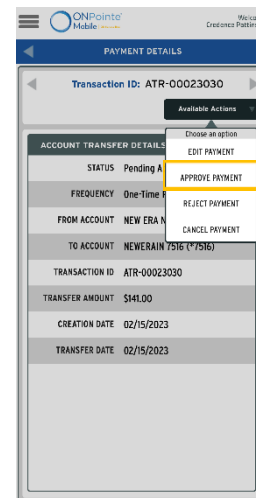 ONPointe
Welco
Mobile
Credence Pattie
PAYMENT DETAILS
Transaction ID: ATR-00023030
Available Actions
Choose an option
EDIT PAYMENT
APPROVE PAYMENT
REJECT PAYMENT
CANCEL PAYMENT
ACCOUNT TRANSFER DETAILS
STATUS Pending A
FREQUENCY One-Time P
FROM ACCOUNT NEW ERA N
TO ACCOUNT NEWERAIN 7516 (*7516)
TRANSACTION ID ATR-00023030
TRANSFER AMOUNT $141.00
CREATION DATE 02/15/2023
TRANSFER DATE 02/15/2023